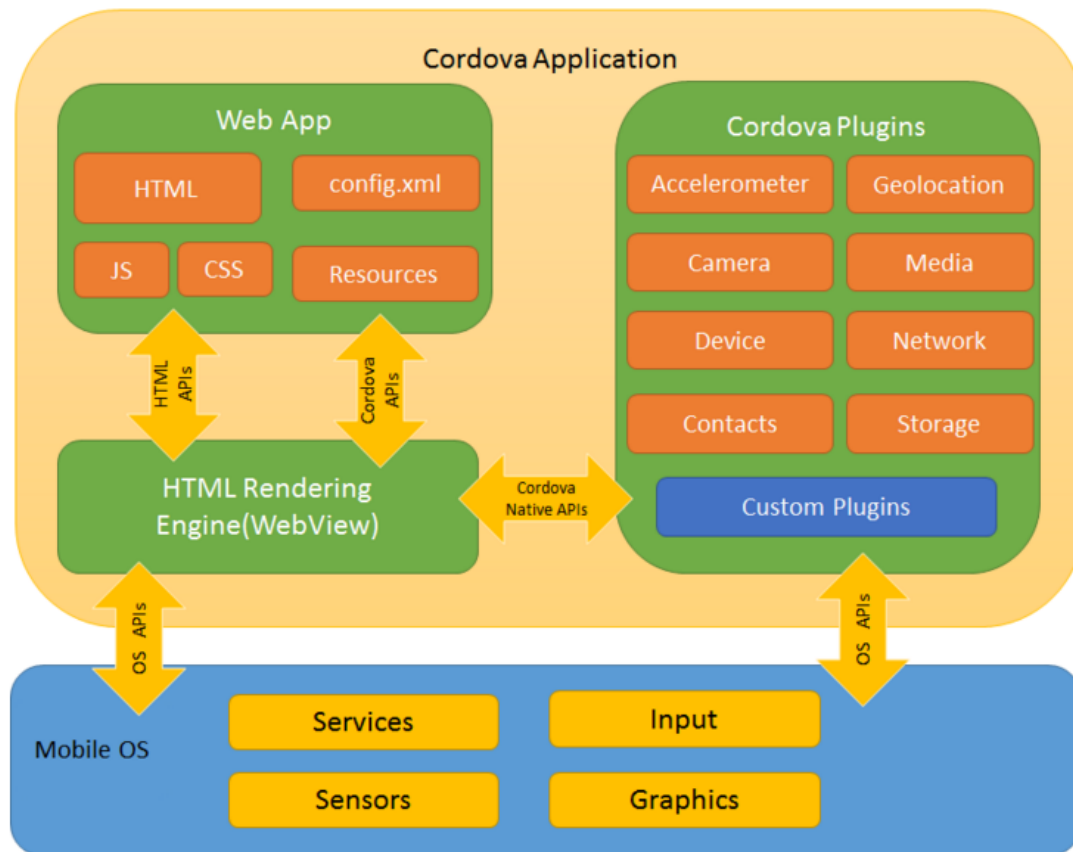 Cordova Application
Web App
HTML
config.xml
JS
CSS
Resources
HTML
APIs
Cordova
APIs
HTML Rendering
Engine(WebView)
Cordova
Native APIs
Cordova Plugins
Accelerometer
Geolocation
Camera
Media
Device
Network
Contacts
Storage
Custom Plugins
OS APIs
OS APIs
Mobile OS
Services
Input
Sensors
Graphics